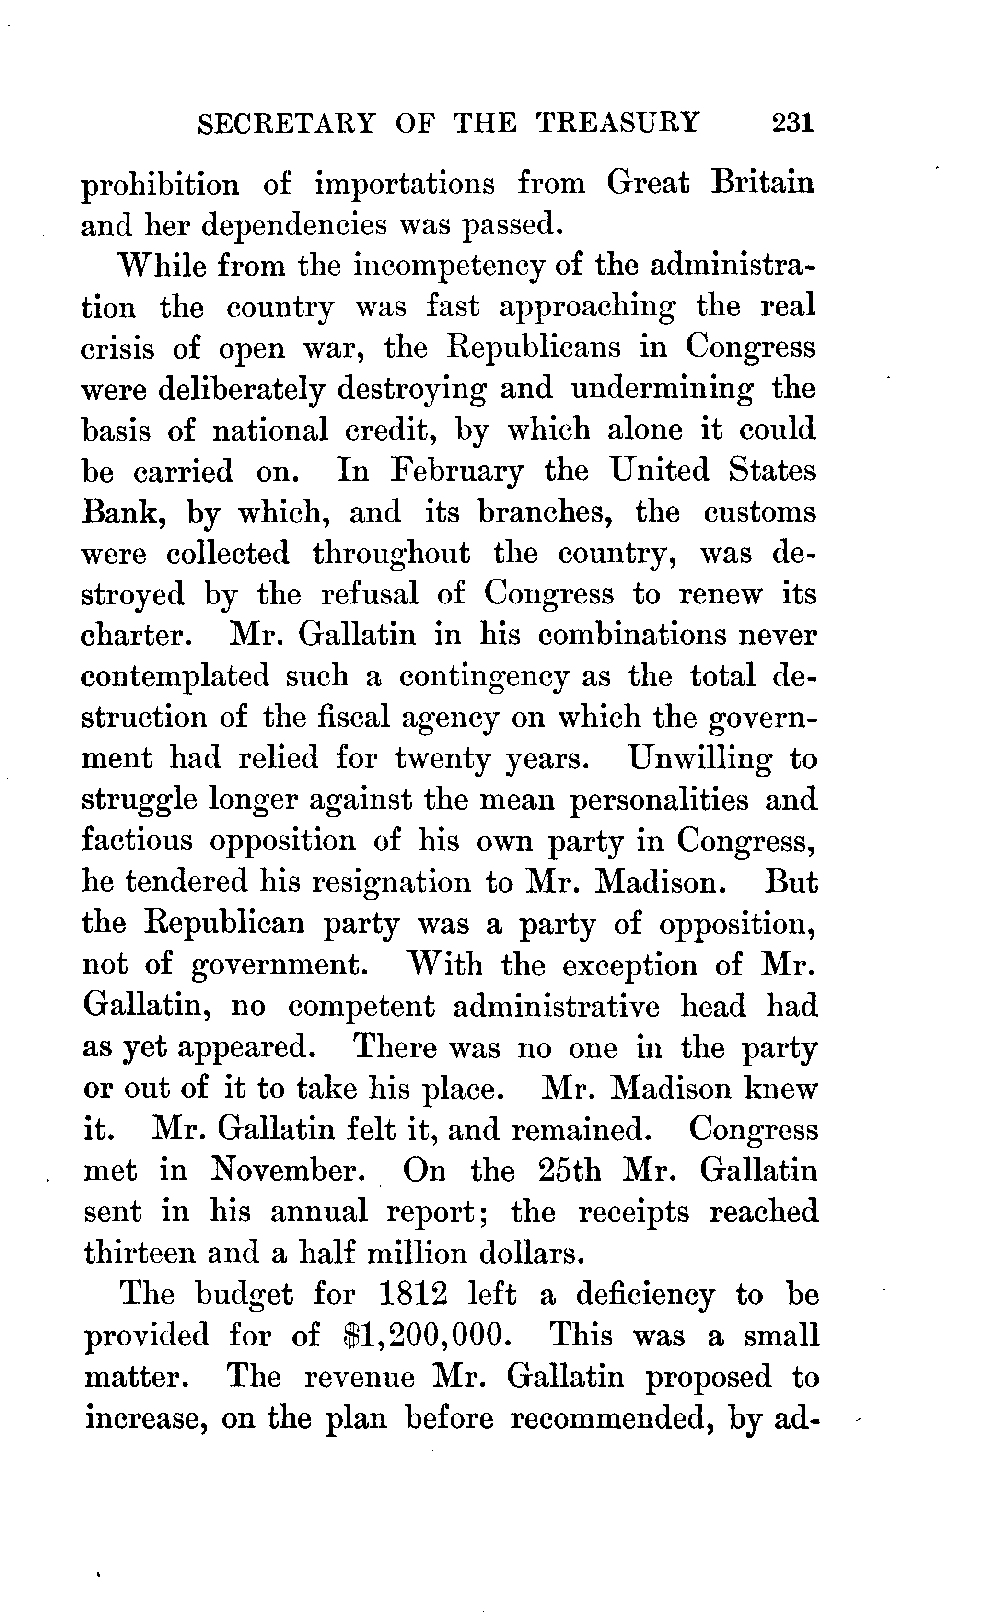 SECRETARY OF THE TREASURY 231
prohibition of importations from Great Britain
and her dependencies was passed.
While from the incompetency of the administra-
tion the country was fast approaching the real
crisis of open war, the Republicans in Congress
were deliberately destroying and undermining the
basis of national credit, by which alone it could
be carried on. In February the United States
Bank, by which, and its branches, the customs
were collected throughout the country, was de-
stroyed by the refusal of Congress to renew its
charter. Mr. Gallatin in his combinations never
contemplated such a contingency as the total de-
struction of the fiscal agency on which the govern-
ment had relied for twenty years. Unwilling to
struggle longer against the mean personalities and
factious opposition of his own party in Congress,
he tendered his resignation to Mr. Madison. But
the Republican party was a party of opposition,
not of government. With the exception of Mr.
Gallatin, no competent administrative head had
as yet appeared. There was no one in the party
or out of it to take his place. Mr. Madison knew
it. Mr. Gallatin felt it, and remained. Congress
met in November. On the 25th Mr. Gallatin
sent in his annual report; the receipts reached
thirteen and a half million dollars.
The budget for 1812 left a deficiency to be
provided for of $1,200,000. This was a small
matter. The revenue Mr. Gallatin proposed to
increase, on the plan before recommended, by ad-